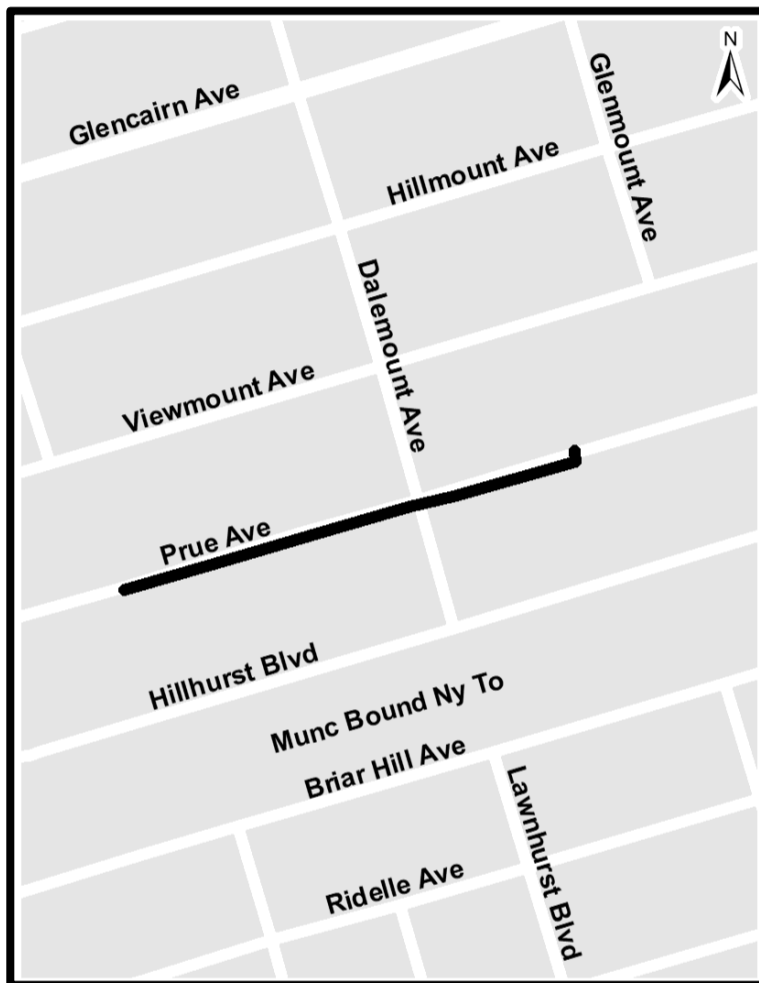 N
Glencairn Ave
Glenmount Ave
Hillmount Ave
Dalemount Ave
Viewmount Ave
Prue Ave
Hillhurst Blvd
Munc Bound Ny To
Briar Hill Ave
Lawnhurst Blvd
Ridelle Ave